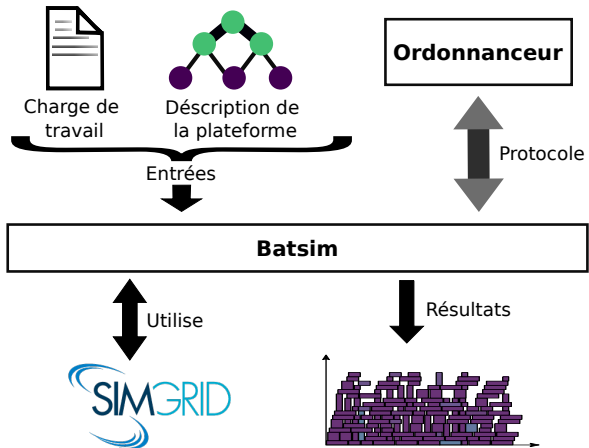 Ordonnanceur
Charge de
travail
Déscription de
la plateforme
Protocole
Entrées
Batsim
Utilise
Résultats
SIMGRID